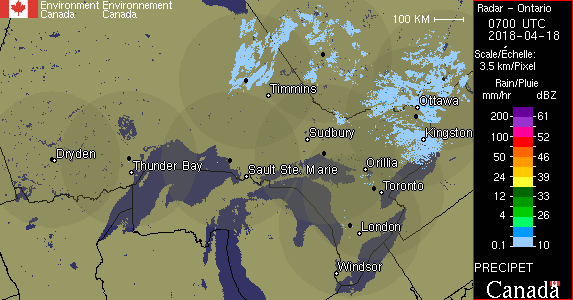 Environment Environnement
Canada Canada
100 KM
Timmins
Ottawa
Sudbury
Kingston
Dryden
Thunder Bay
Sault Ste. Marie
Orillia
Toronto
London
Windsor
Radar - Ontario
0700 UTC
2018-04-18
Scale/Échelle:
3.5 km/Pixel
Rain/Pluie
mm/hr dBZ
200 61
100 52
50 46
24 39
12 33
4 26
2 20
0.1 10
PRECIPET
Canada